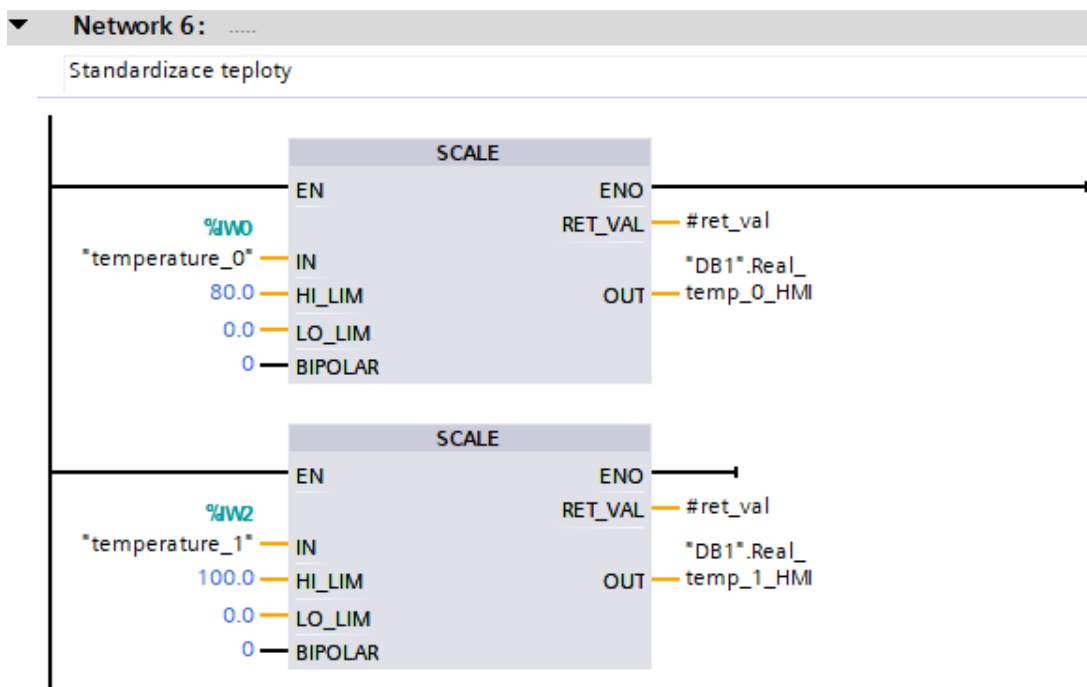 Network 6: .....
Standardizace teploty
SCALE
EN ENO
%IW0 RET_VAL #ret_val
"temperature_0" IN "DB1".Real_
80.0 HI_LIM OUT temp_0_HMI
0.0 LO_LIM
0 BIPOLAR
SCALE
EN ENO
%IW2 RET_VAL #ret_val
"temperature_1" IN "DB1".Real_
100.0 HI_LIM OUT temp_1_HMI
0.0 LO_LIM
0 BIPOLAR